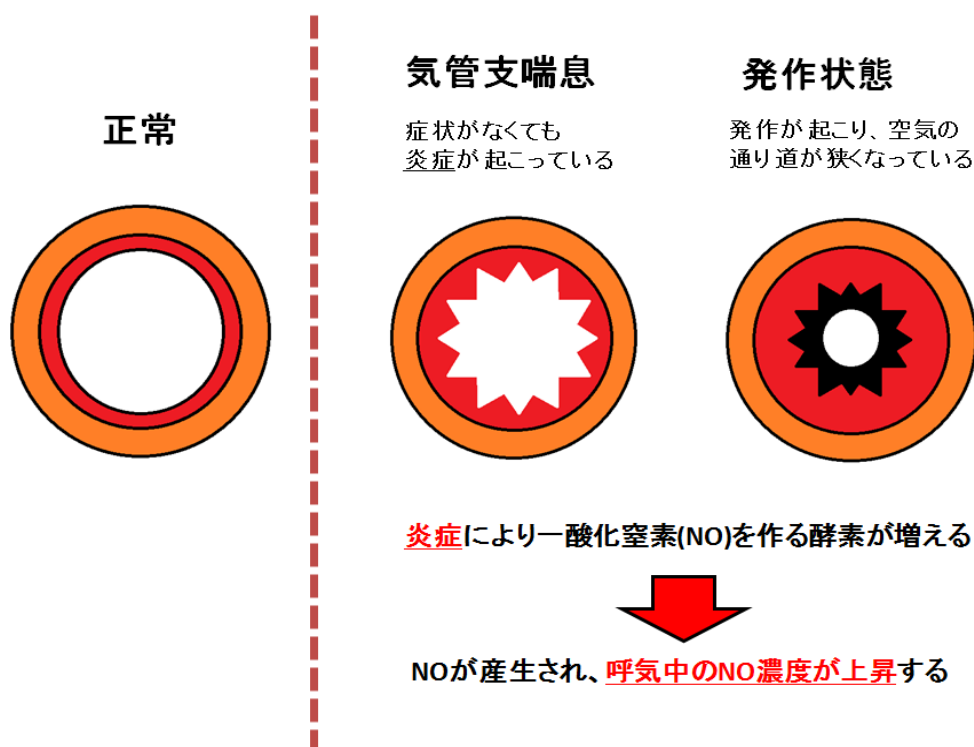 正常
気管支喘息
症状がなくても
炎症が起こっている
発作状態
発作が起こり、空気の
通り道が狭くなっている
炎症により一酸化窒素(NO)を作る酵素が増える
NOが産生され、呼気中のNO濃度が上昇する